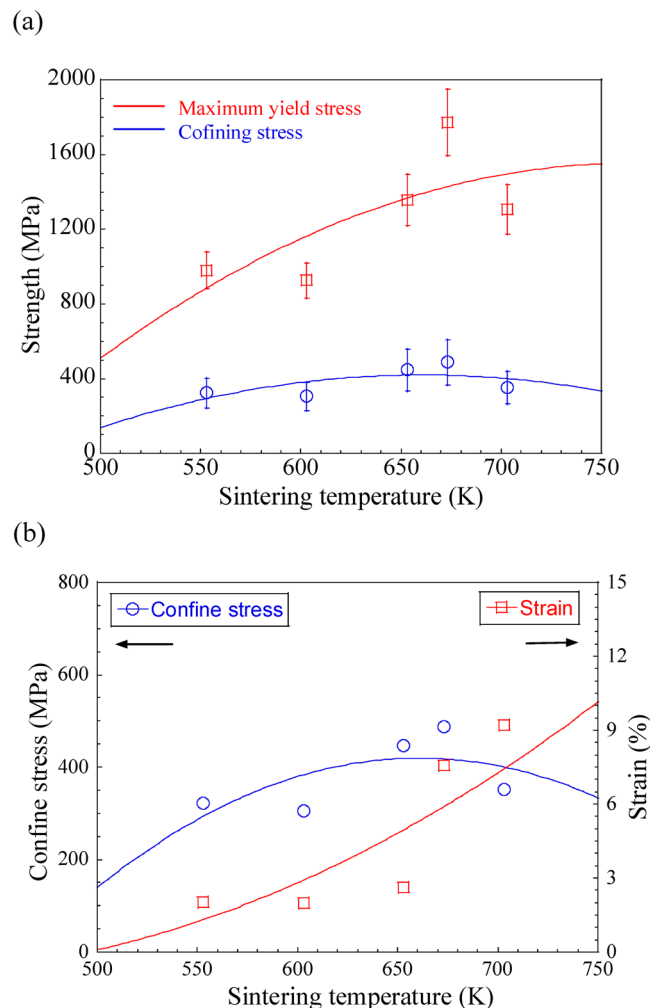 (a)
2000
1600
1200
800
400
0
Strength (MPa)
Maximum yield stress
Cofining stress
500 550 600 650 700 750
Sintering temperature (K)
(b)
800
700
600
400
200
100
0
Confine stress (MPa)
Confine stress
Strain
15
12
9
6
3
0
Strain (%)
500 550 600 650 700 750
Sintering temperature (K)